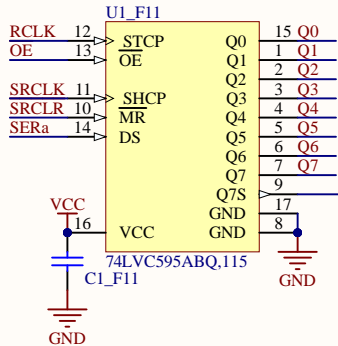 U1_F11
RCLK 12 STCP Q0 15 Q0
OE 13 OE Q1 1 Q1
Q2 2 Q2
SRCLK 11 SHCP Q3 3 Q3
SRCLR 10 MR Q4 4 Q4
SERa 14 DS Q5 5 Q5
Q6 6 Q6
Q7 7 Q7
Q7S 9
GND 17
VCC 16 VCC GND 8
74LVC595ABQ,115
C1_F11
GND
GND